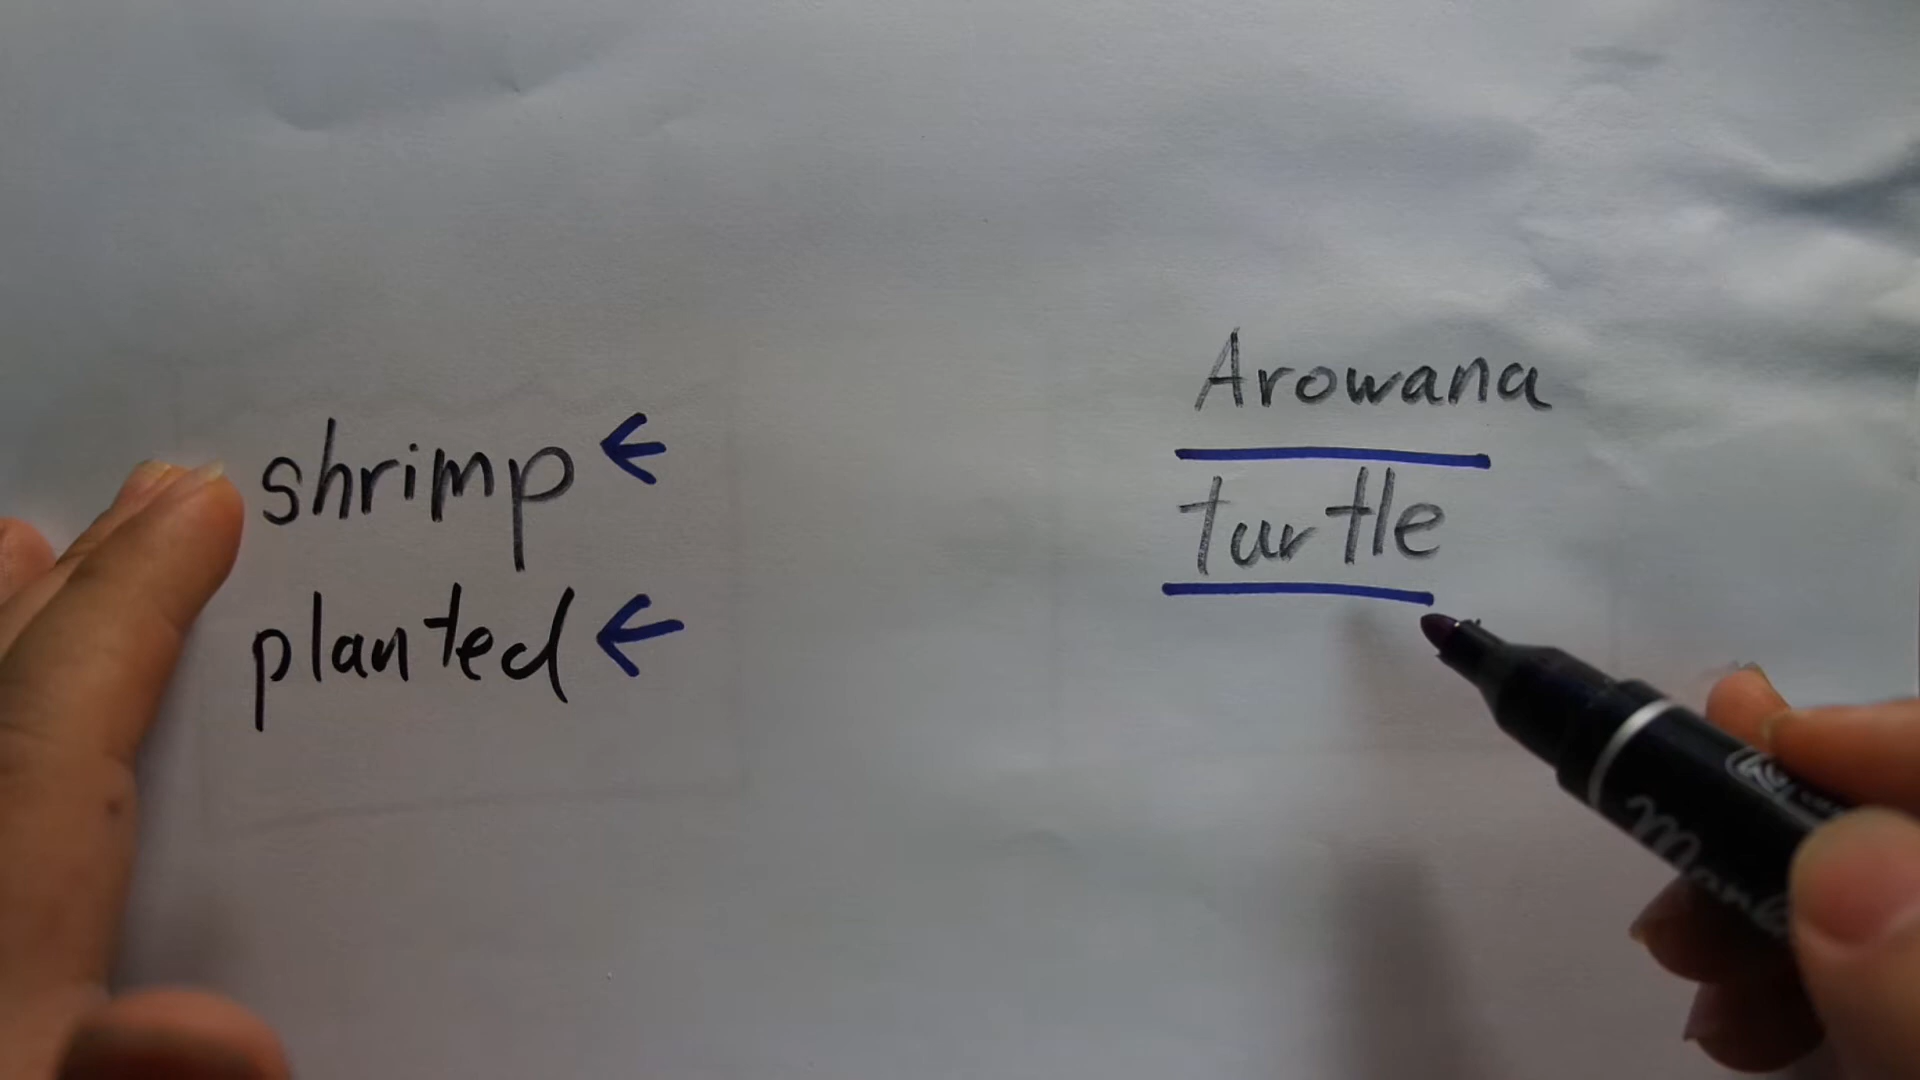 shrimp ←
planted ←
Arowana
turtle